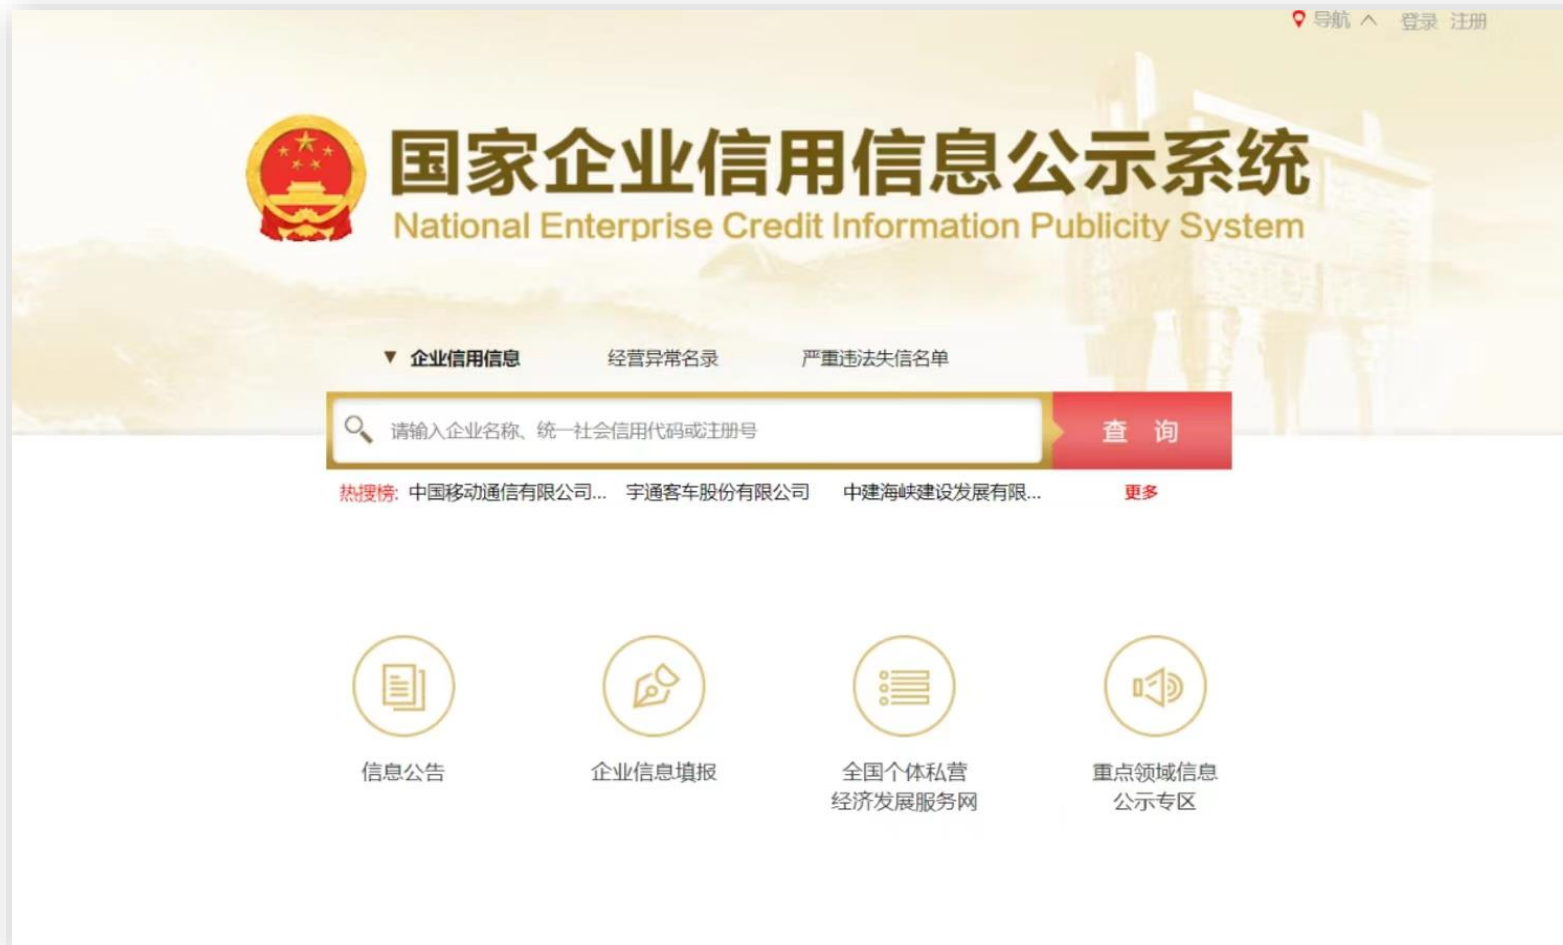 导航 登录 注册
国家企业信用信息公示系统
National Enterprise Credit Information Publicity System
企业信用信息 经营异常名录 严重违法失信名单
请输入企业名称、统一社会信用代码或注册号 查 询
热搜榜: 中国移动通信有限公司... 宇通客车股份有限公司 中建海峡建设发展有限... 更多
信息公告 企业信息填报 全国个体私营 重点领域信息
经济发展服务网 公示专区